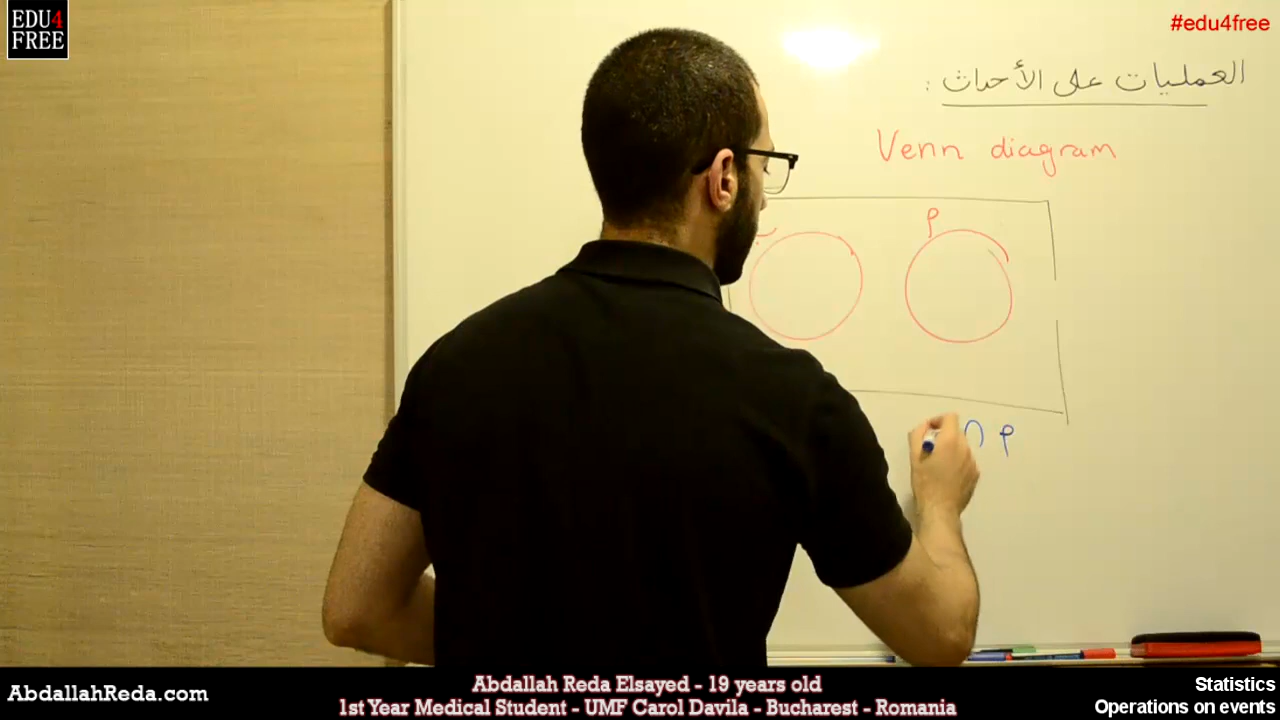 EDU4
FREE
#edu4free
العمليات على الأحداث :
Venn diagram
م
م ∩
AbdallahReda.com
Abdallah Reda Elsayed - 19 years old
1st Year Medical Student - UMF Carol Davila - Bucharest - Romania
Statistics
Operations on events